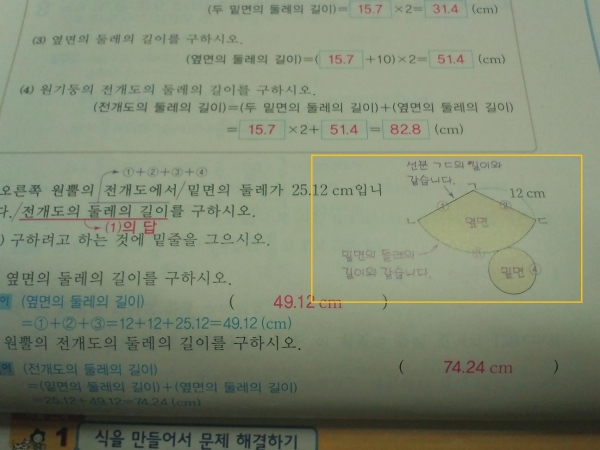 (두 밑면의 둘레의 길이)= 15.7 ×2= 31.4 (cm)
(3) 옆면의 둘레의 길이를 구하시오.
(옆면의 둘레의 길이)=( 15.7 +10)×2= 51.4 (cm)
(4) 원기둥의 전개도의 둘레의 길이를 구하시오.
(전개도의 둘레의 길이)=(두 밑면의 둘레의 길이)+(옆면의 둘레의 길이)
= 15.7 ×2+ 51.4 = 82.8 (cm)
①+②+③+④
오른쪽 원뿔의 전개도에서/밑면의 둘레가 25.12 cm입니
다./전개도의 둘레의 길이를 구하시오.
(1)의 답
) 구하려고 하는 것에 밑줄을 그으시오.
선분 ㄱㄷ의 길이와
같습니다.
ㄱ
12 cm
① ②
ㄴ
옆면
ㄷ
③
밑면의 둘레의
길이와 같습니다.
밑면 ④
옆면의 둘레의 길이를 구하시오.
( 49.12 cm )
이 (옆면의 둘레의 길이)
=①+②+③=12+12+25.12=49.12 (cm)
원뿔의 전개도의 둘레의 길이를 구하시오.
( 74.24 cm )
이 (전개도의 둘레의 길이)
=(밑면의 둘레의 길이)+(옆면의 둘레의 길이)
=25.12+49.12=74.24 (cm)
1 식을 만들어서 문제 해결하기